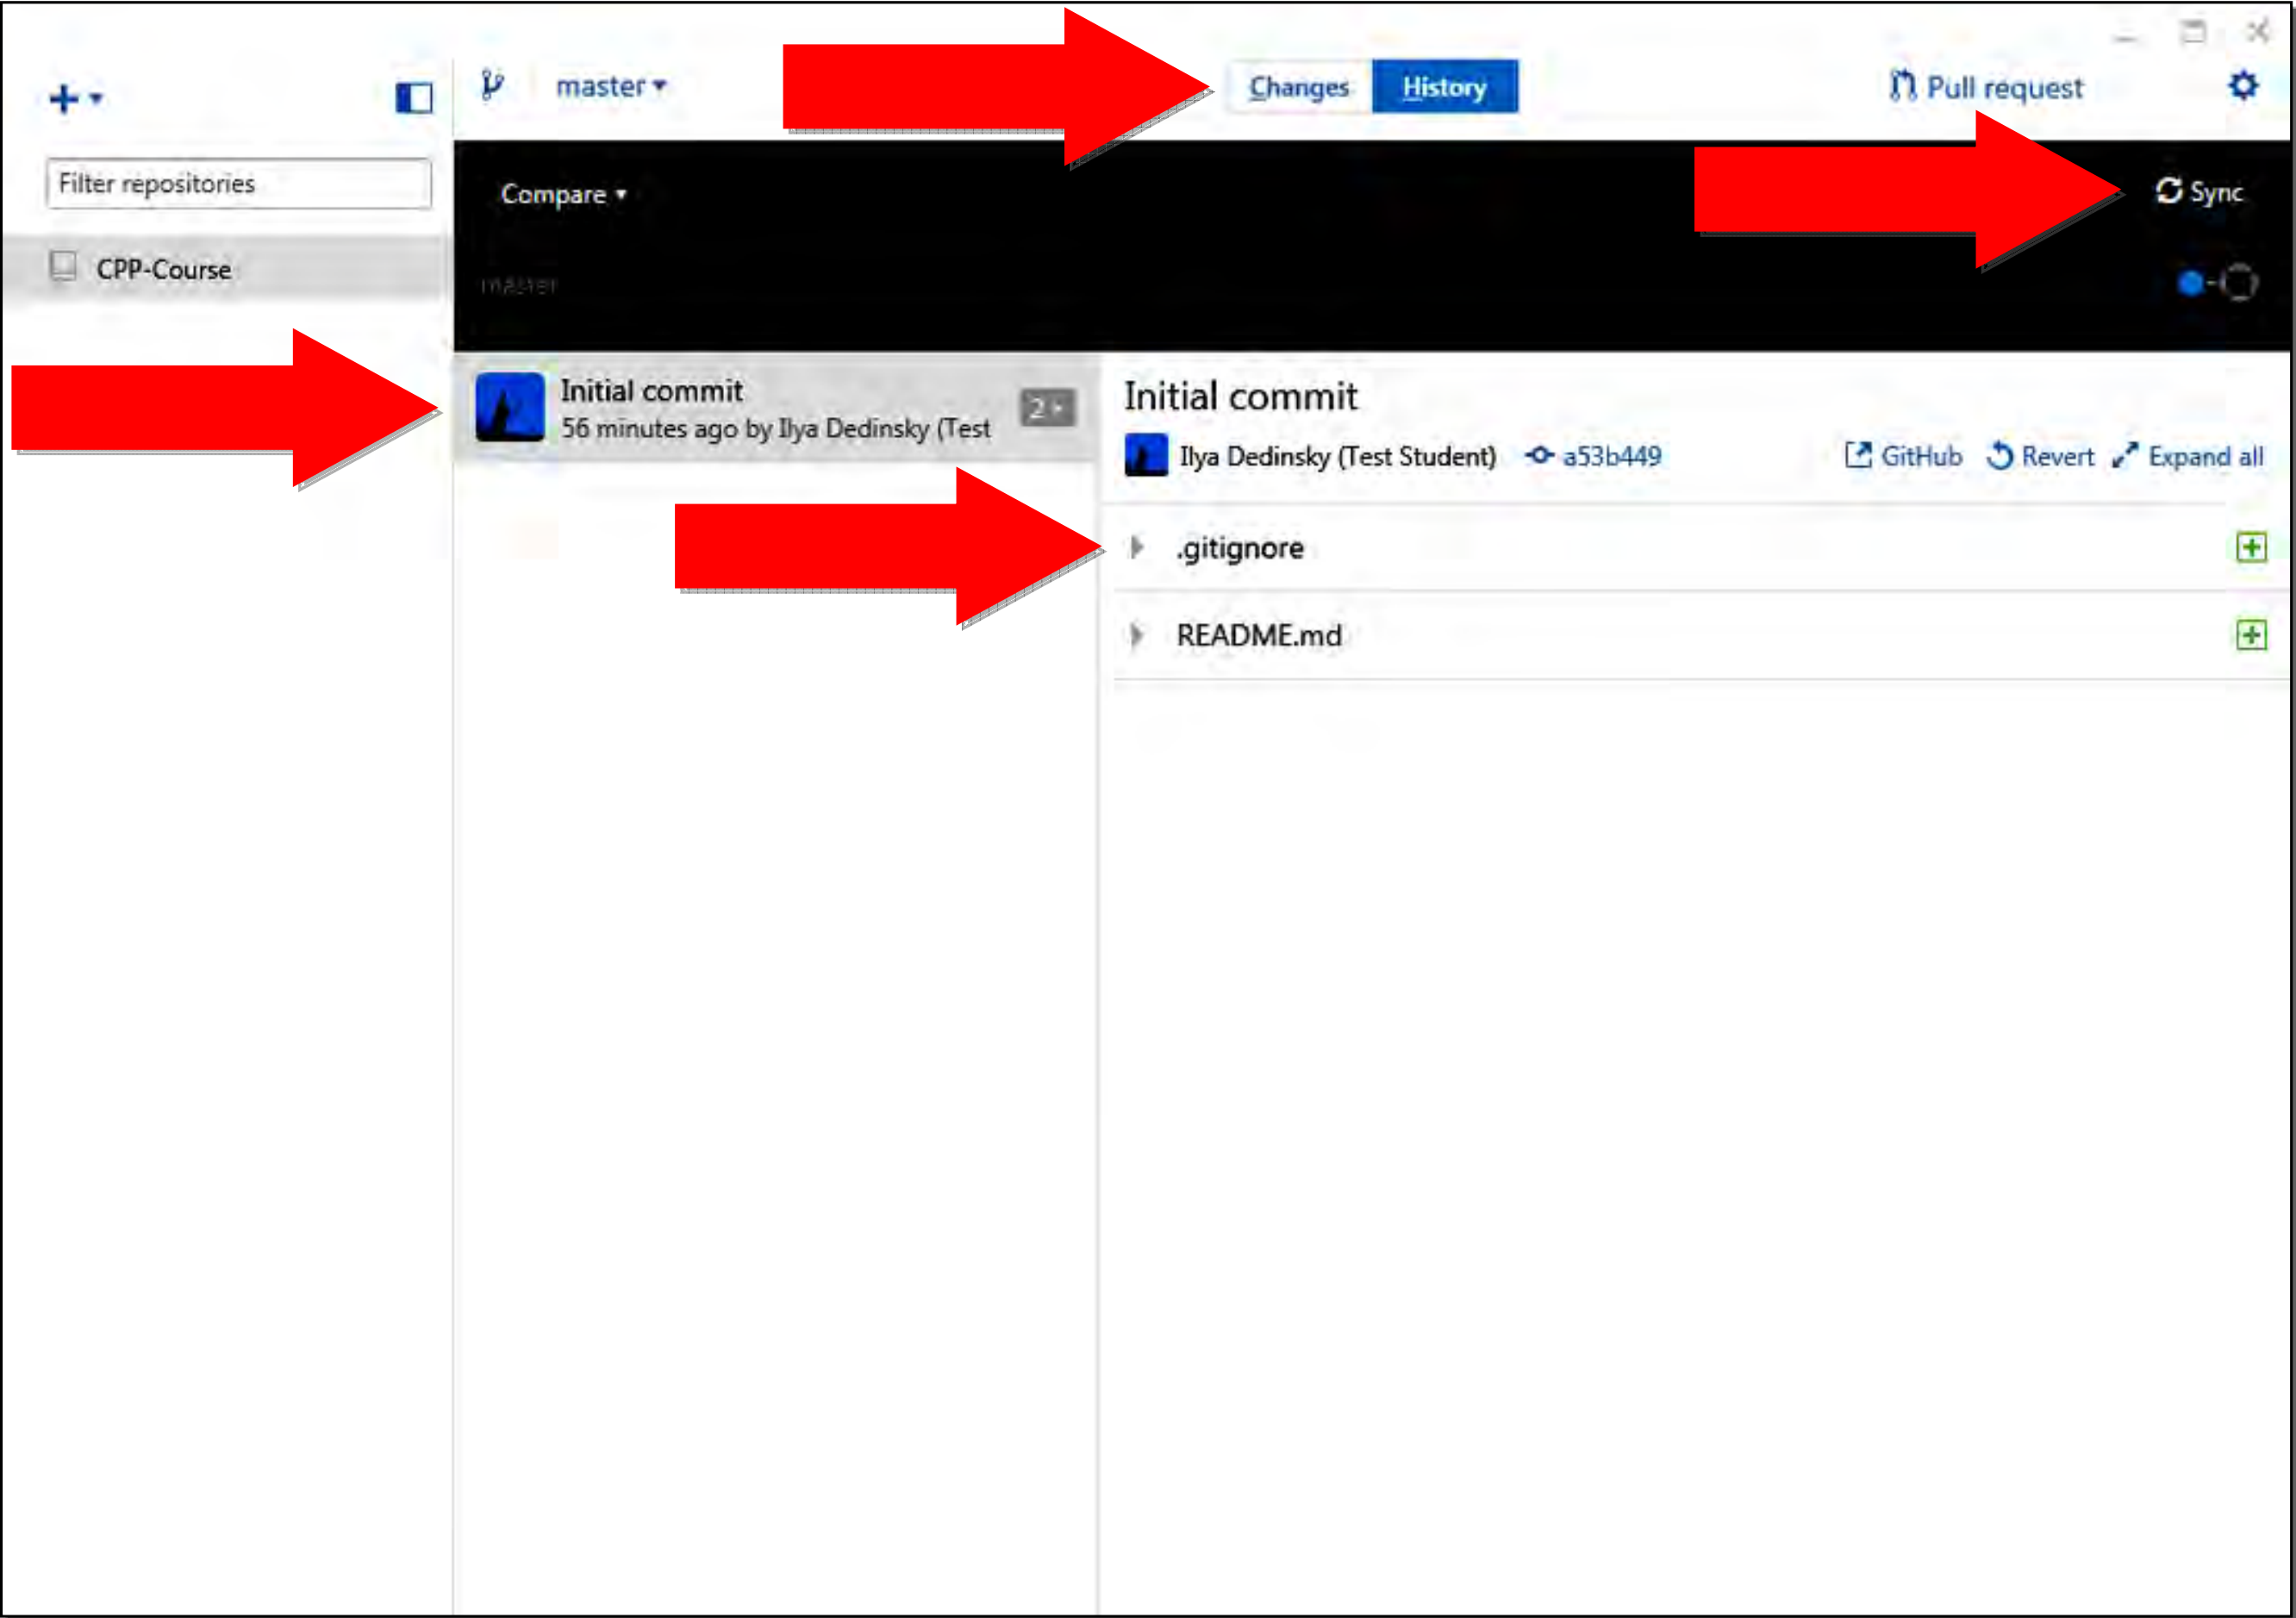 master
Changes
History
Pull request
Filter repositories
Compare
Sync
CPP-Course
master
Initial commit
56 minutes ago by Ilya Dedinsky (Test
2
Initial commit
Ilya Dedinsky (Test Student)
a53b449
GitHub
Revert
Expand all
.gitignore
README.md